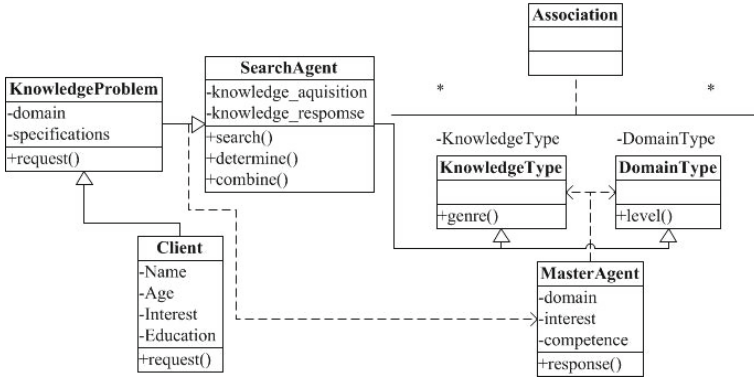 Association
SearchAgent
-knowledge_aquisition
-knowledge_respomse
+search()
+determine()
+combine()
KnowledgeProblem
-domain
-specifications
+request()
*
*
-KnowledgeType
-DomainType
KnowledgeType
+genre()
DomainType
+level()
Client
-Name
-Age
-Interest
-Education
+request()
MasterAgent
-domain
-interest
-competence
+response()